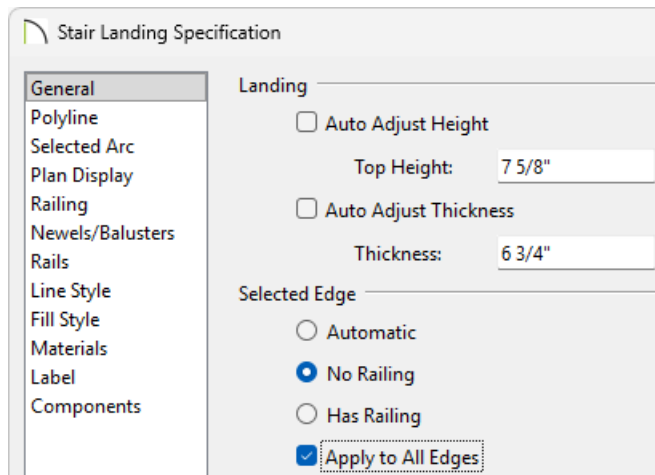 Stair Landing Specification
General
Polyline
Selected Arc
Plan Display
Railing
Newels/Balusters
Rails
Line Style
Fill Style
Materials
Label
Components
Landing
Auto Adjust Height
Top Height: 7 5/8"
Auto Adjust Thickness
Thickness: 6 3/4"
Selected Edge
Automatic
No Railing
Has Railing
Apply to All Edges